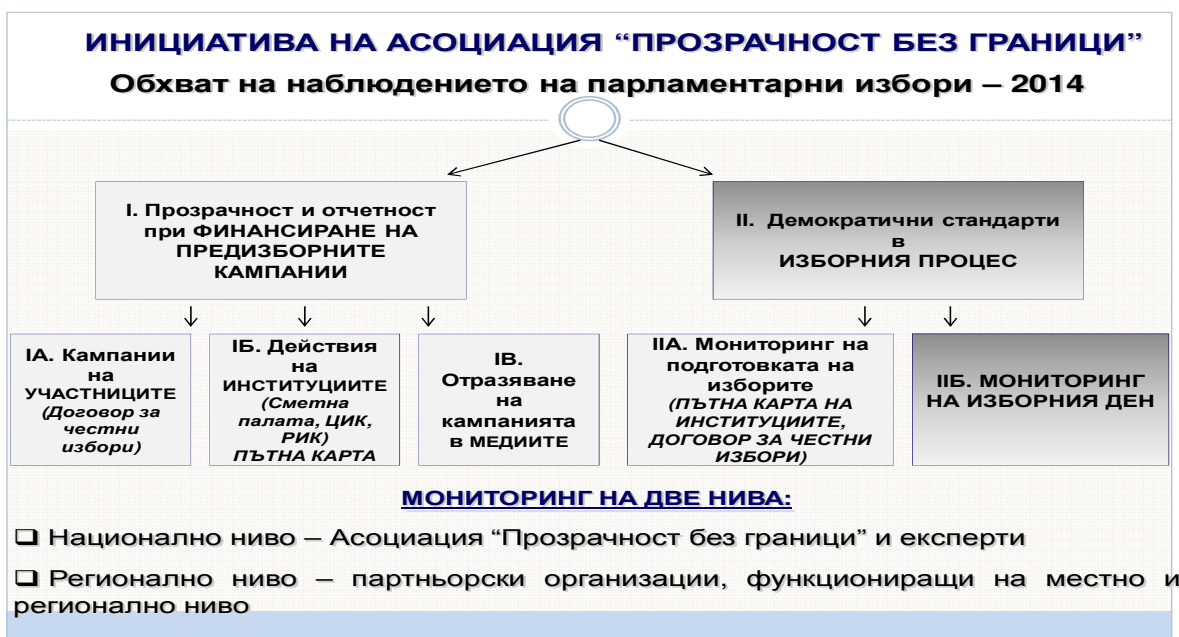 ИНИЦИАТИВА НА АСОЦИАЦИЯ “ПРОЗРАЧНОСТ БЕЗ ГРАНИЦИ”
Обхват на наблюдението на парламентарни избори – 2014
I. Прозрачност и отчетност
при ФИНАНСИРАНЕ НА
ПРЕДИЗБОРНИТЕ
КАМПАНИИ
II. Демократични стандарти
в
ИЗБОРНИЯ ПРОЦЕС
IА. Кампании
на
УЧАСТНИЦИТЕ
(Договор за
честни
избори)
IБ. Действия
на
ИНСТИТУЦИИТЕ
(Сметна
палата, ЦИК,
РИК)
ПЪТНА КАРТА
IВ.
Отразяване
на
кампанията
в МЕДИИТЕ
IIА. Мониторинг на
подготовката на
изборите
(ПЪТНА КАРТА НА
ИНСТИТУЦИИТЕ,
ДОГОВОР ЗА ЧЕСТНИ
ИЗБОРИ)
IIБ. МОНИТОРИНГ
НА ИЗБОРНИЯ ДЕН
МОНИТОРИНГ НА ДВЕ НИВА:
❑ Национално ниво – Асоциация “Прозрачност без граници” и експерти
❑ Регионално ниво – партньорски организации, функциониращи на местно и
регионално ниво